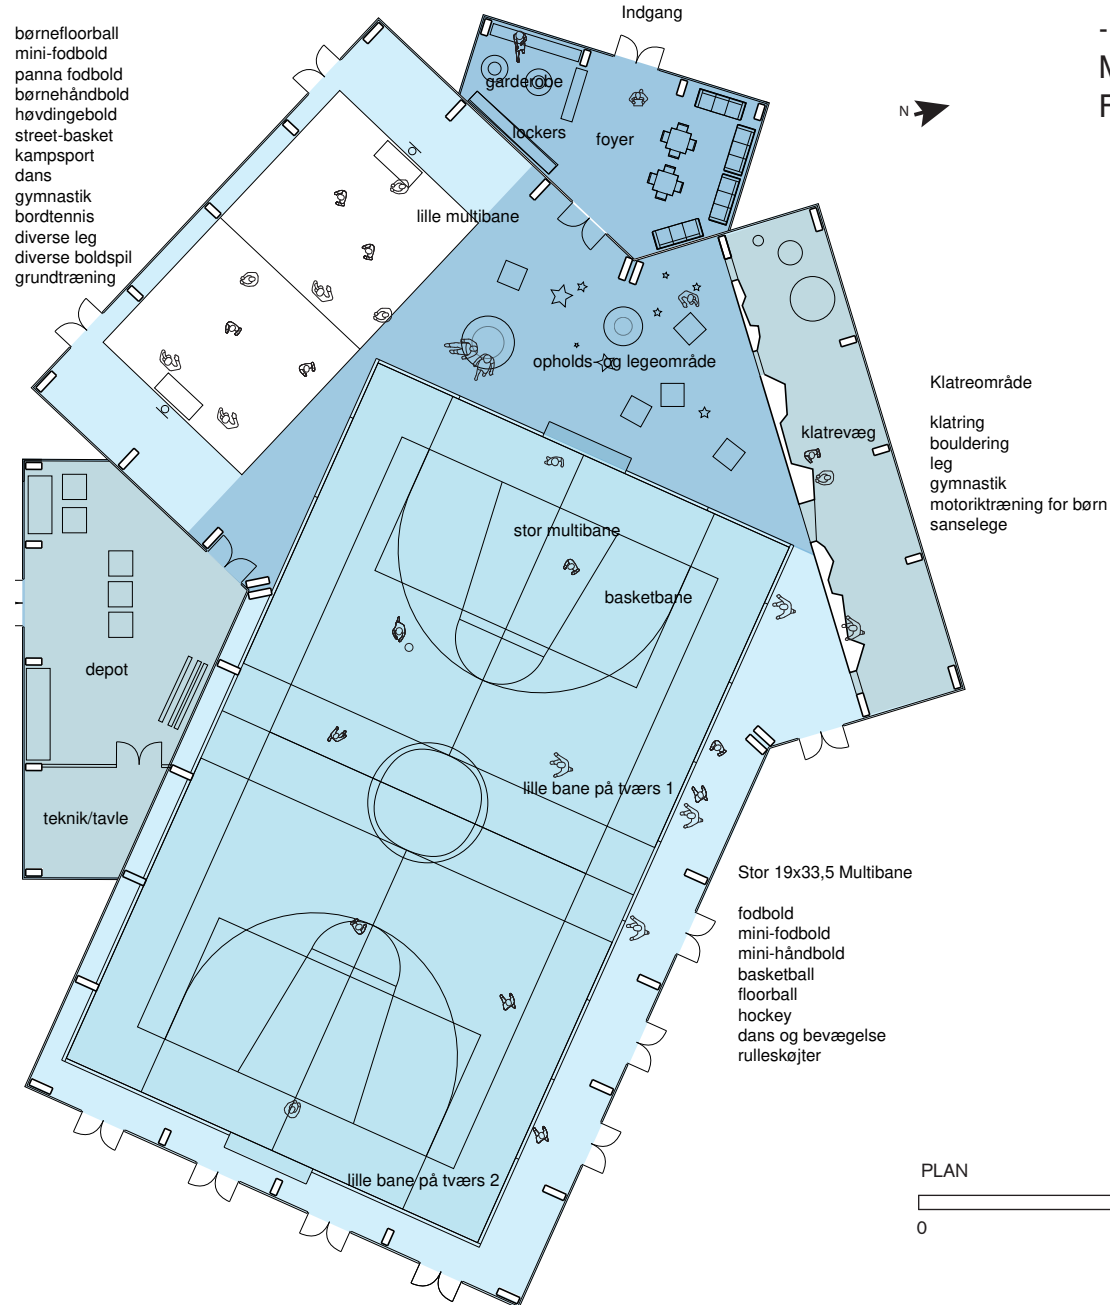 børnefloorball
mini-fodbold
panna fodbold
børnehåndbold
høvdingebold
street-basket
kampsport
dans
gymnastik
bordtennis
diverse leg
diverse boldspil
grundtræning
Indgang
garderobe
lockers
foyer
N
-
M
F
lille multibane
opholds- og legeområde
klatrevæg
Klatreområde
klatring
bouldering
leg
gymnastik
motoriktræning for børn
sanselege
stor multibane
basketbane
depot
teknik/tavle
lille bane på tværs 1
Stor 19x33,5 Multibane
fodbold
mini-fodbold
mini-håndbold
basketball
floorball
hockey
dans og bevægelse
rulleskøjter
lille bane på tværs 2
PLAN
0